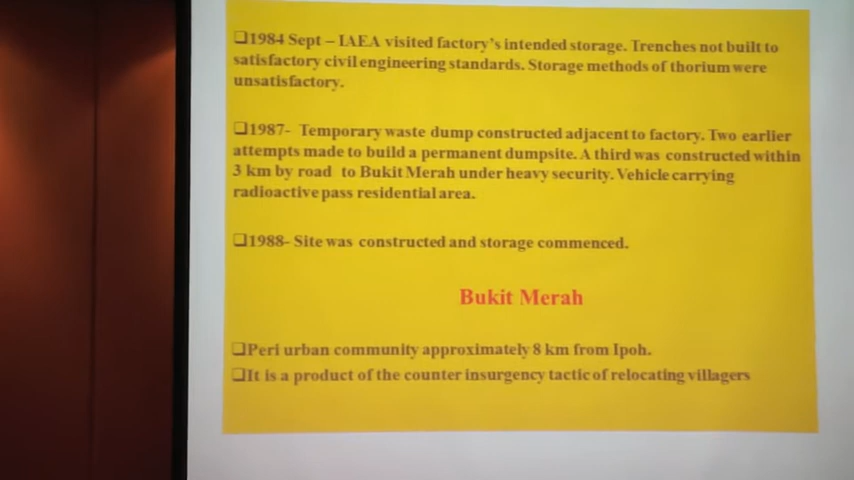 ❑1984 Sept – IAEA visited factory's intended storage. Trenches not built to
satisfactory civil engineering standards. Storage methods of thorium were
unsatisfactory.
❑1987- Temporary waste dump constructed adjacent to factory. Two earlier
attempts made to build a permanent dumpsite. A third was constructed within
3 km by road to Bukit Merah under heavy security. Vehicle carrying
radioactive pass residential area.
❑1988- Site was constructed and storage commenced.
Bukit Merah
❑Peri urban community approximately 8 km from Ipoh.
❑It is a product of the counter insurgency tactic of relocating villagers